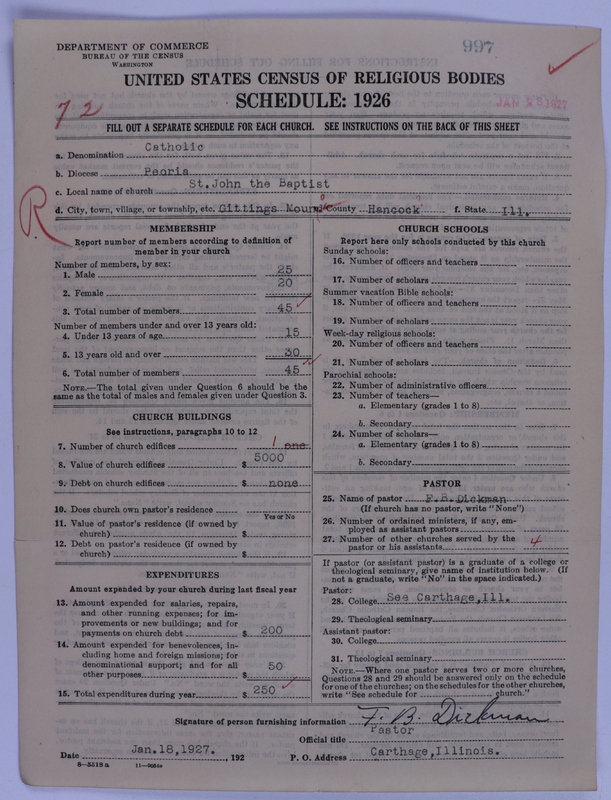 DEPARTMENT OF COMMERCE
BUREAU OF THE CENSUS
WASHINGTON
997
UNITED STATES CENSUS OF RELIGIOUS BODIES
SCHEDULE: 1926
JAN 28 1927
72
FILL OUT A SEPARATE SCHEDULE FOR EACH CHURCH. SEE INSTRUCTIONS ON THE BACK OF THIS SHEET
a. Denomination Catholic
b. Diocese Peoria
c. Local name of church St. John the Baptist
d. City, town, village, or township, etc. Gittings Mound County Hancock f. State Ill.
R
MEMBERSHIP
Report number of members according to definition of
member in your church
Number of members, by sex:
1. Male 25
2. Female 20
3. Total number of members 45
Number of members under and over 13 years old:
4. Under 13 years of age 15
5. 13 years old and over 30
6. Total number of members 45
NOTE.—The total given under Question 6 should be the
same as the total of males and females given under Question 3.
CHURCH BUILDINGS
See instructions, paragraphs 10 to 12
7. Number of church edifices 1 one
8. Value of church edifices $ 5000
9. Debt on church edifices $ none
10. Does church own pastor's residence
Yes or No
11. Value of pastor's residence (if owned by
church) $
12. Debt on pastor's residence (if owned by
church) $
EXPENDITURES
Amount expended by your church during last fiscal year
13. Amount expended for salaries, repairs,
and other running expenses; for im-
provements or new buildings; and for
payments on church debt $ 200
14. Amount expended for benevolences, in-
cluding home and foreign missions; for
denominational support; and for all
other purposes $ 50
15. Total expenditures during year $ 250
CHURCH SCHOOLS
Report here only schools conducted by this church
Sunday schools:
16. Number of officers and teachers
17. Number of scholars
Summer vacation Bible schools:
18. Number of officers and teachers
19. Number of scholars
Week-day religious schools:
20. Number of officers and teachers
21. Number of scholars
Parochial schools:
22. Number of administrative officers
23. Number of teachers—
a. Elementary (grades 1 to 8)
b. Secondary
24. Number of scholars—
a. Elementary (grades 1 to 8)
b. Secondary
PASTOR
25. Name of pastor F.B.Dickman
(If church has no pastor, write "None")
26. Number of ordained ministers, if any, em-
ployed as assistant pastors
27. Number of other churches served by the
pastor or his assistants 4
If pastor (or assistant pastor) is a graduate of a college or
theological seminary, give name of institution below. (If
not a graduate, write "No" in the space indicated.)
Pastor:
28. College See Carthage, Ill.
29. Theological seminary
Assistant pastor:
30. College
31. Theological seminary
NOTE.—Where one pastor serves two or more churches,
Questions 28 and 29 should be answered only on the schedule
for one of the churches; on the schedules for the other churches,
write "See schedule for church."
Signature of person furnishing information F. B. Dickman
Official title Pastor
Date Jan.18,1927. , 192 P. O. Address Carthage, Illinois.
8—5518a 11—9864